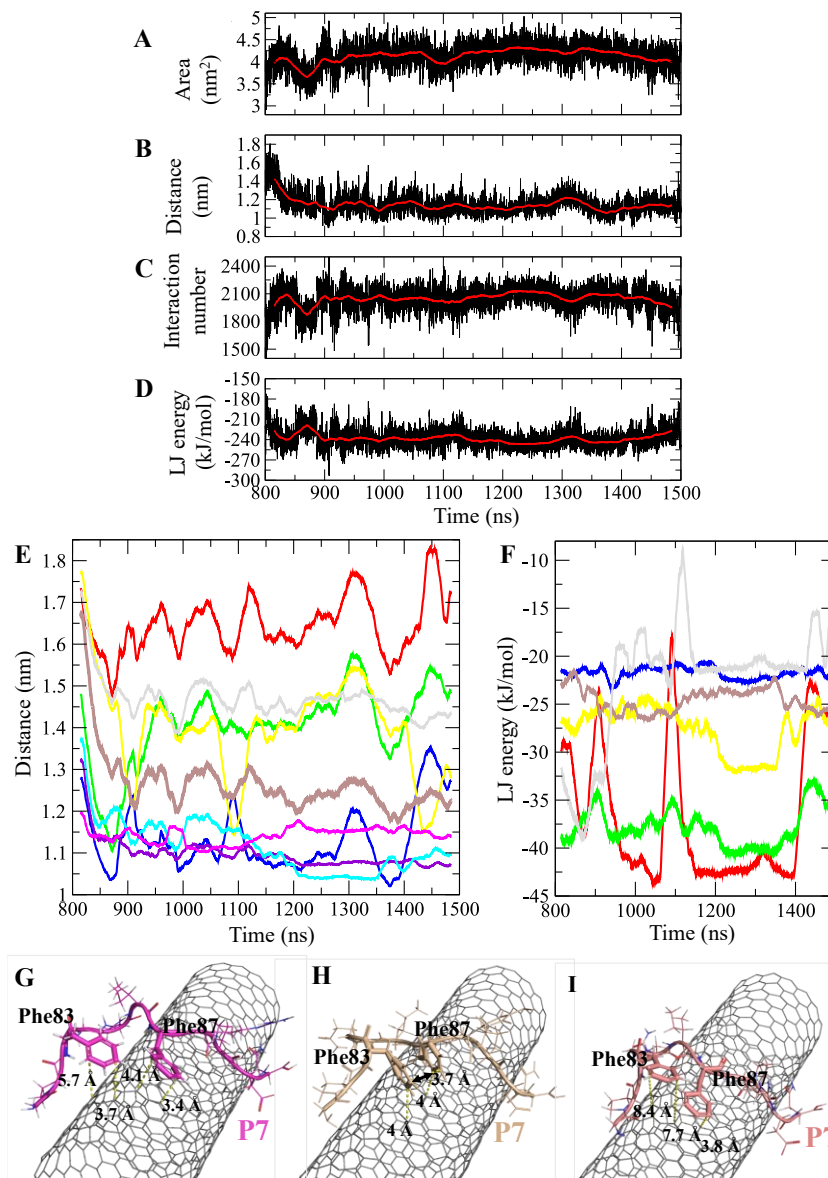 A
Area
(nm²)
5
4.5
4
3.5
3
B
Distance
(nm)
1.8
1.6
1.4
1.2
1
0.8
C
Interaction
number
2400
2100
1800
1500
D
LJ energy
(kJ/mol)
-150
-180
-210
-240
-270
-300
800 900 1000 1100 1200 1300 1400 1500
Time (ns)
E
Distance (nm)
1.8
1.7
1.6
1.5
1.4
1.3
1.2
1.1
1
800 900 1000 1100 1200 1300 1400 1500
Time (ns)
F
LJ energy (kJ/mol)
-10
-15
-20
-25
-30
-35
-40
-45
1000 1200 1400
Time (ns)
G
Phe83
Phe87
5.7 Å
4.1 Å
3.7 Å
3.4 Å
P7
H
Phe87
Phe83
3.7 Å
4 Å
4 Å
P7
I
Phe83
Phe87
8.4 Å
7.7 Å
3.8 Å
P7